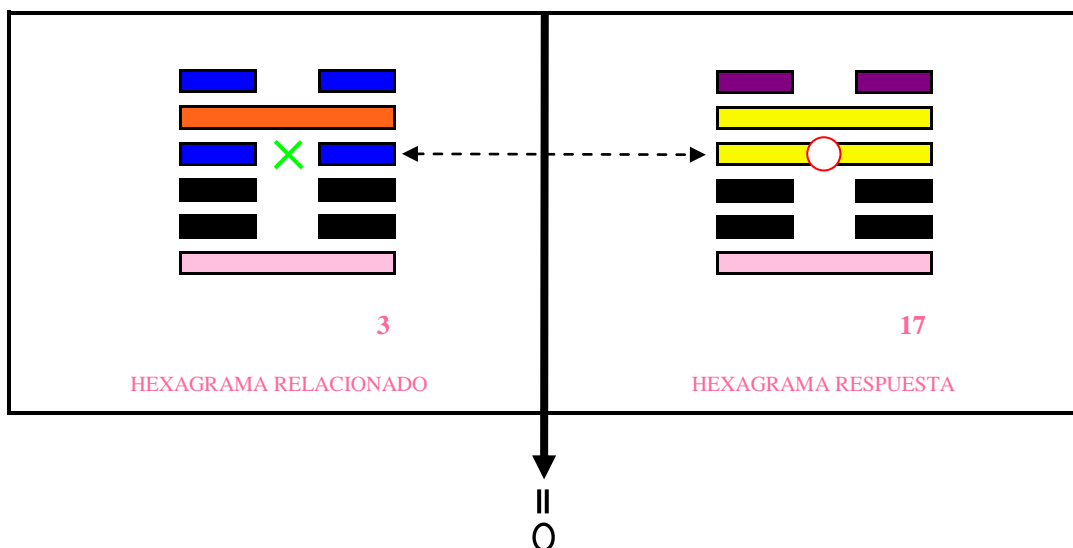 3
17
HEXAGRAMA RELACIONADO
HEXAGRAMA RESPUESTA
=
O